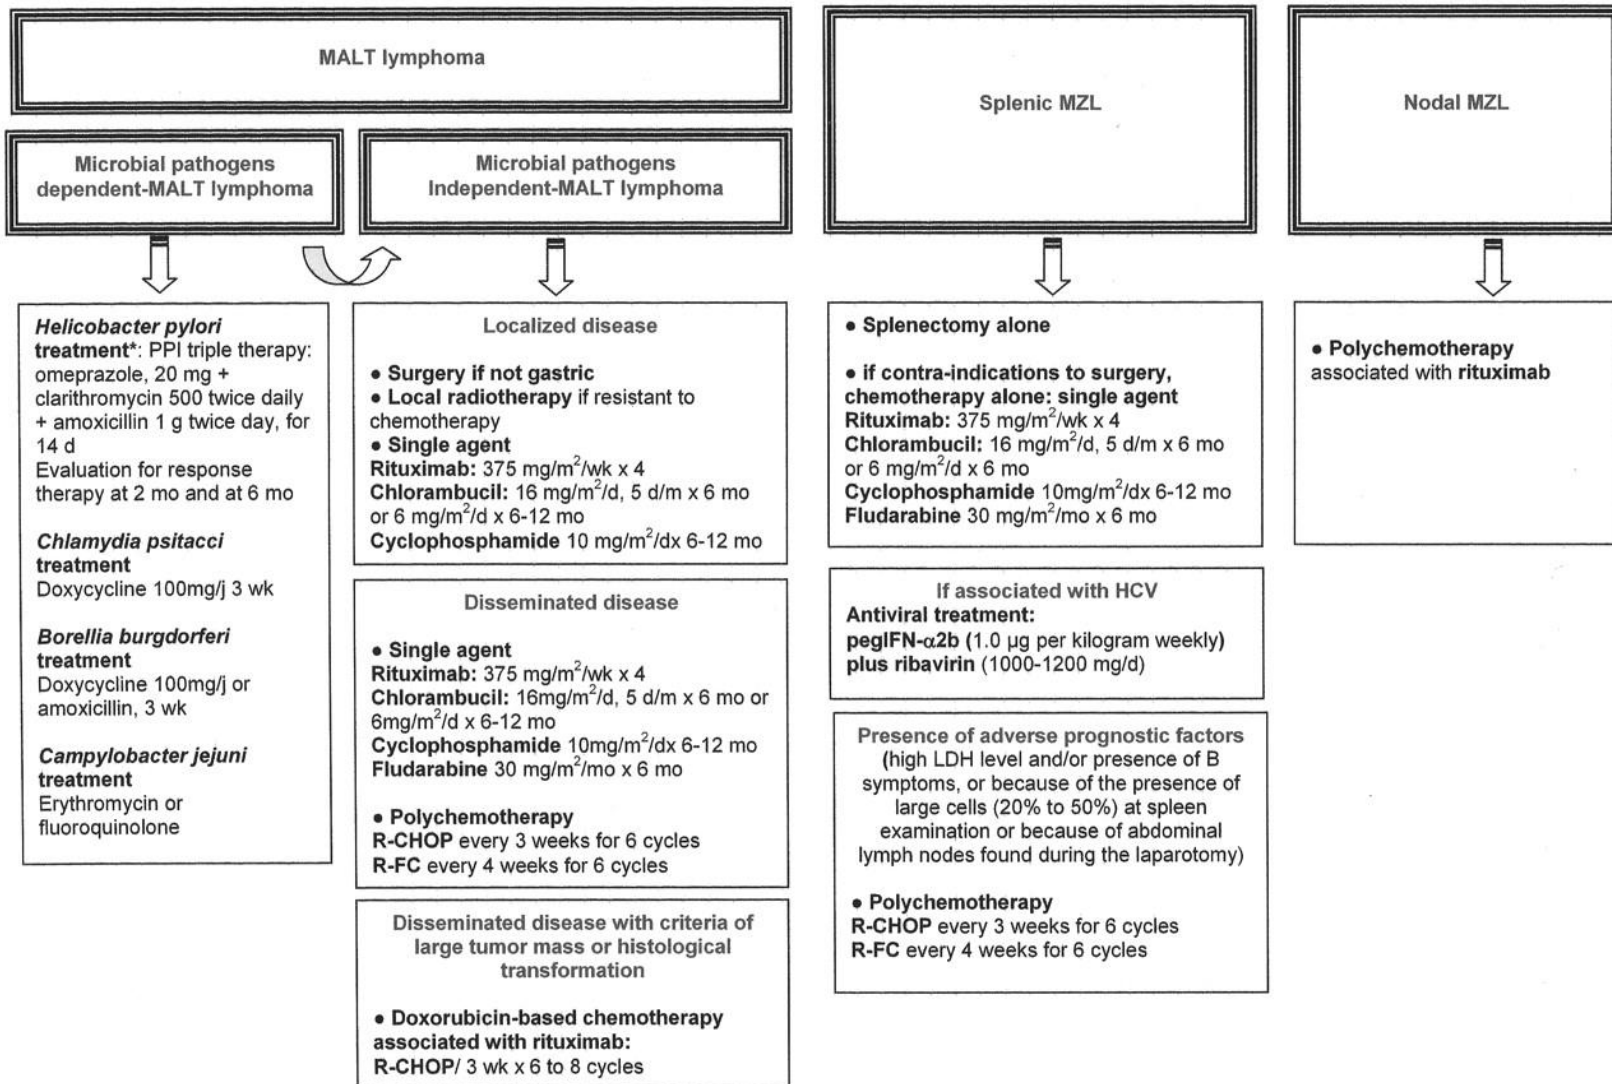 MALT lymphoma
Microbial pathogens
dependent-MALT lymphoma
Microbial pathogens
Independent-MALT lymphoma
Helicobacter pylori
treatment*: PPI triple therapy:
omeprazole, 20 mg +
clarithromycin 500 twice daily
+ amoxicillin 1 g twice day, for
14 d
Evaluation for response
therapy at 2 mo and at 6 mo
Chlamydia psitacci
treatment
Doxycycline 100mg/j 3 wk
Borellia burgdorferi
treatment
Doxycycline 100mg/j or
amoxicillin, 3 wk
Campylobacter jejuni
treatment
Erythromycin or
fluoroquinolone
Localized disease
● Surgery if not gastric
● Local radiotherapy if resistant to
chemotherapy
● Single agent
Rituximab: 375 mg/m²/wk x 4
Chlorambucil: 16 mg/m²/d, 5 d/m x 6 mo
or 6 mg/m²/d x 6-12 mo
Cyclophosphamide 10 mg/m²/dx 6-12 mo
Disseminated disease
● Single agent
Rituximab: 375 mg/m²/wk x 4
Chlorambucil: 16mg/m²/d, 5 d/m x 6 mo or
6mg/m²/d x 6-12 mo
Cyclophosphamide 10mg/m²/dx 6-12 mo
Fludarabine 30 mg/m²/mo x 6 mo
● Polychemotherapy
R-CHOP every 3 weeks for 6 cycles
R-FC every 4 weeks for 6 cycles
Disseminated disease with criteria of
large tumor mass or histological
transformation
● Doxorubicin-based chemotherapy
associated with rituximab:
R-CHOP/ 3 wk x 6 to 8 cycles
Splenic MZL
● Splenectomy alone
● if contra-indications to surgery,
chemotherapy alone: single agent
Rituximab: 375 mg/m²/wk x 4
Chlorambucil: 16 mg/m²/d, 5 d/m x 6 mo
or 6 mg/m²/d x 6 mo
Cyclophosphamide 10mg/m²/dx 6-12 mo
Fludarabine 30 mg/m²/mo x 6 mo
If associated with HCV
Antiviral treatment:
pegIFN-α2b (1.0 µg per kilogram weekly)
plus ribavirin (1000-1200 mg/d)
Presence of adverse prognostic factors
(high LDH level and/or presence of B
symptoms, or because of the presence of
large cells (20% to 50%) at spleen
examination or because of abdominal
lymph nodes found during the laparotomy)
● Polychemotherapy
R-CHOP every 3 weeks for 6 cycles
R-FC every 4 weeks for 6 cycles
Nodal MZL
● Polychemotherapy
associated with rituximab